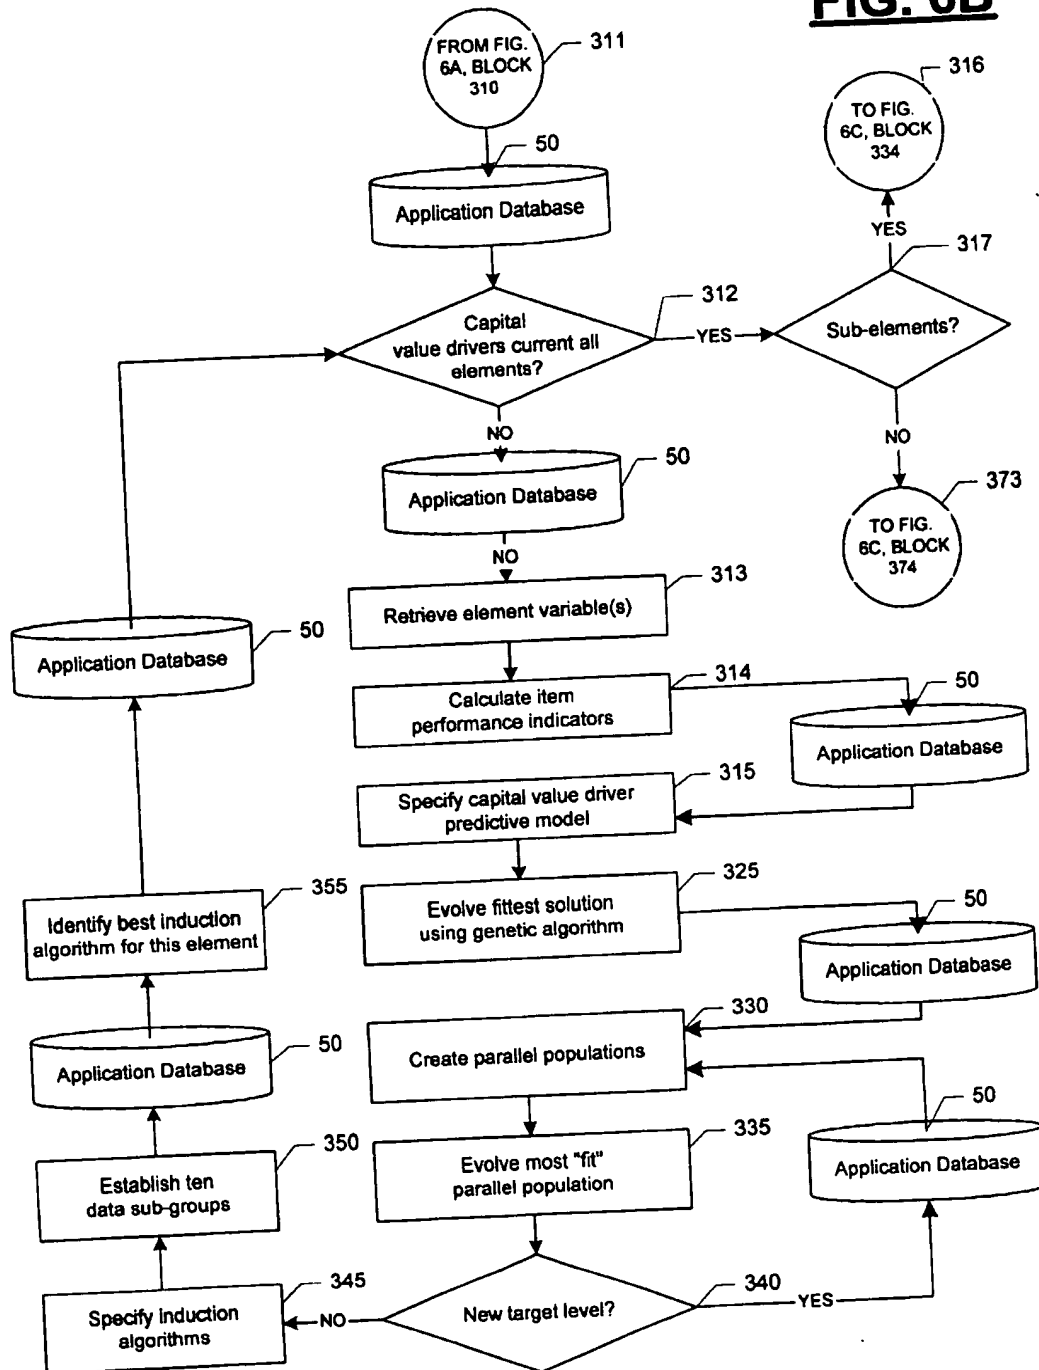 FIG. 6B
FROM FIG.
6A, BLOCK
310
311
50
Application Database
TO FIG.
6C, BLOCK
334
316
YES
317
Sub-elements?
Capital
value drivers current all
elements?
312
YES
NO
NO
50
Application Database
NO
TO FIG.
6C, BLOCK
374
373
Retrieve element variable(s)
313
Application Database
50
Calculate item
performance indicators
314
50
Application Database
Specify capital value driver
predictive model
315
Evolve fittest solution
using genetic algorithm
325
50
Application Database
Identify best induction
algorithm for this element
355
Create parallel populations
330
Application Database
50
50
Application Database
Evolve most "fit"
parallel population
335
Establish ten
data sub-groups
350
New target level?
340
YES
NO
Specify induction
algorithms
345